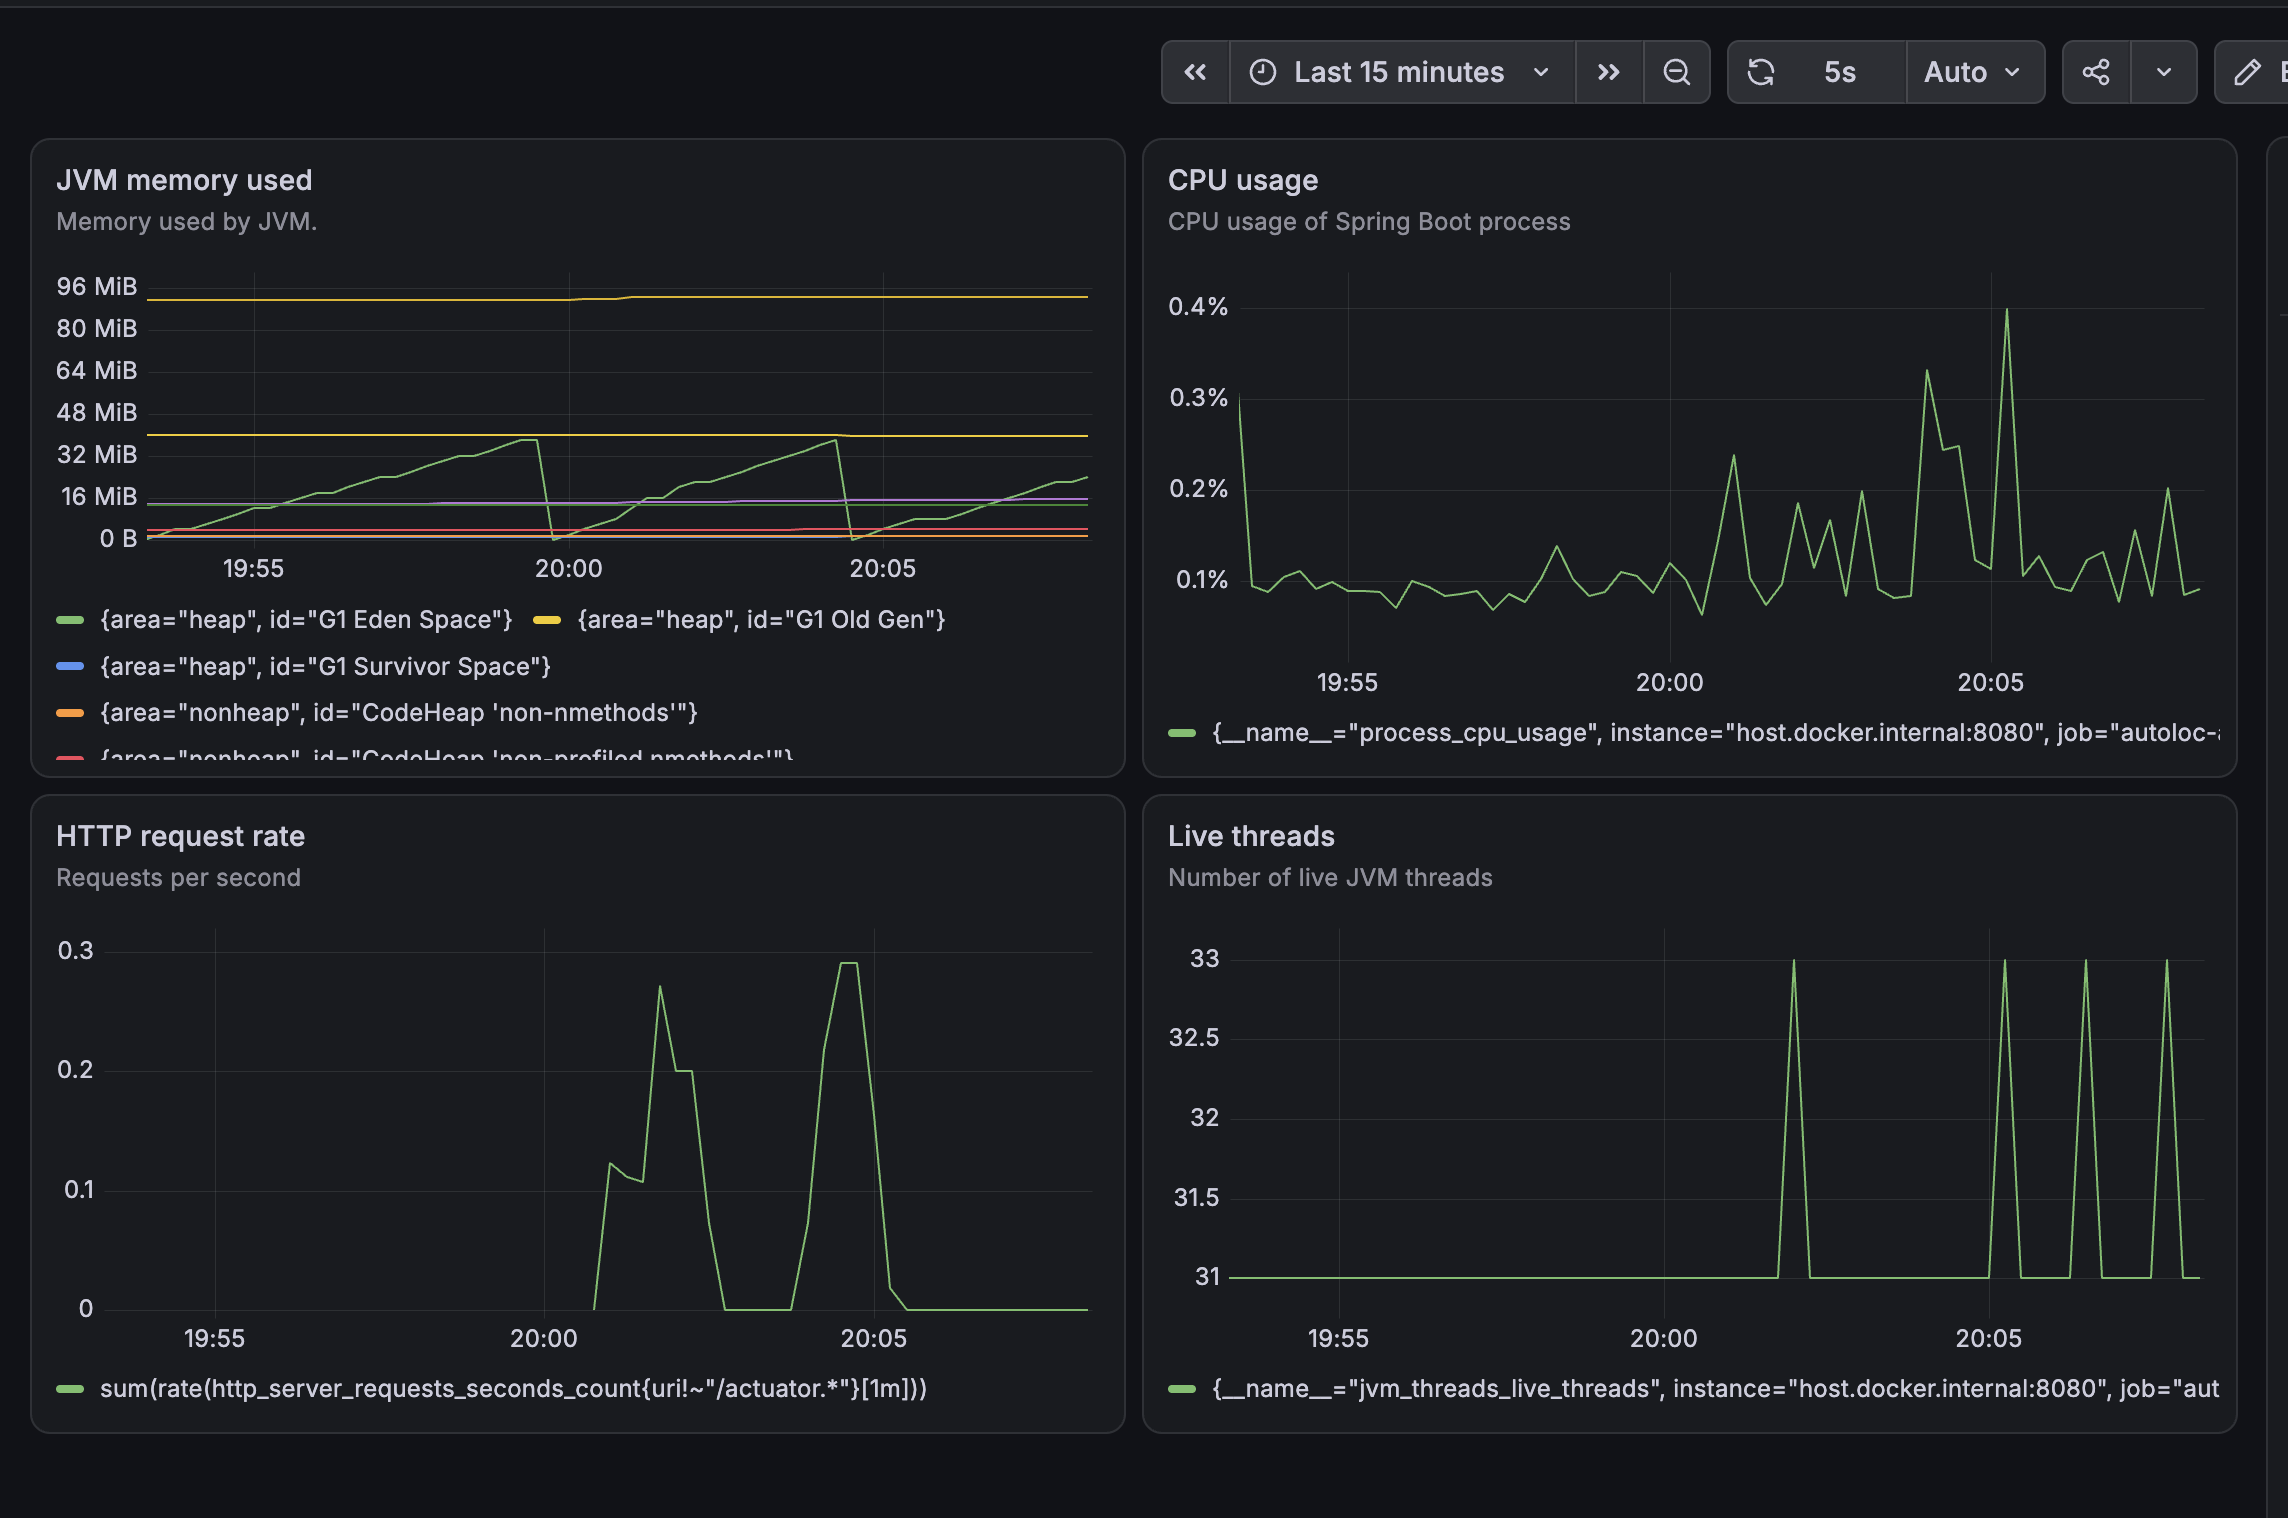 Last 15 minutes
5s
Auto
JVM memory used
Memory used by JVM.
96 MiB
80 MiB
64 MiB
48 MiB
32 MiB
16 MiB
0 B
19:55 20:00 20:05
{area="heap", id="G1 Eden Space"} {area="heap", id="G1 Old Gen"}
{area="heap", id="G1 Survivor Space"}
{area="nonheap", id="CodeHeap 'non-nmethods'"}
{area="nonheap", id="CodeHeap 'non-profiled nmethods'"}
CPU usage
CPU usage of Spring Boot process
0.4%
0.3%
0.2%
0.1%
19:55 20:00 20:05
{__name__="process_cpu_usage", instance="host.docker.internal:8080", job="autoloc-
HTTP request rate
Requests per second
0.3
0.2
0.1
0
19:55 20:00 20:05
sum(rate(http_server_requests_seconds_count{uri!~"/actuator.*"}[1m]))
Live threads
Number of live JVM threads
33
32.5
32
31.5
31
19:55 20:00 20:05
{__name__="jvm_threads_live_threads", instance="host.docker.internal:8080", job="aut